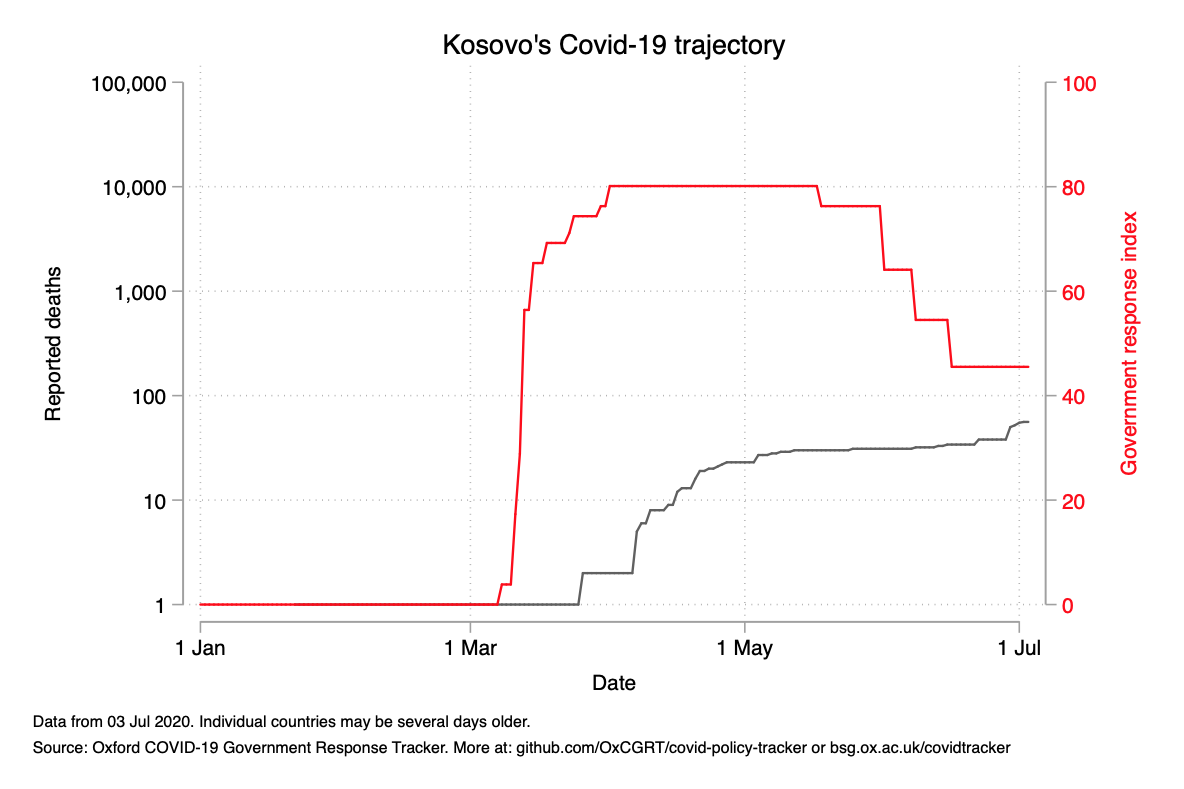 Kosovo's Covid-19 trajectory
100,000
10,000
1,000
100
10
1
Reported deaths
100
80
60
40
20
0
Government response index
1 Jan
1 Mar
1 May
1 Jul
Date
Data from 03 Jul 2020. Individual countries may be several days older.
Source: Oxford COVID-19 Government Response Tracker. More at: github.com/OxCGRT/covid-policy-tracker or bsg.ox.ac.uk/covidtracker